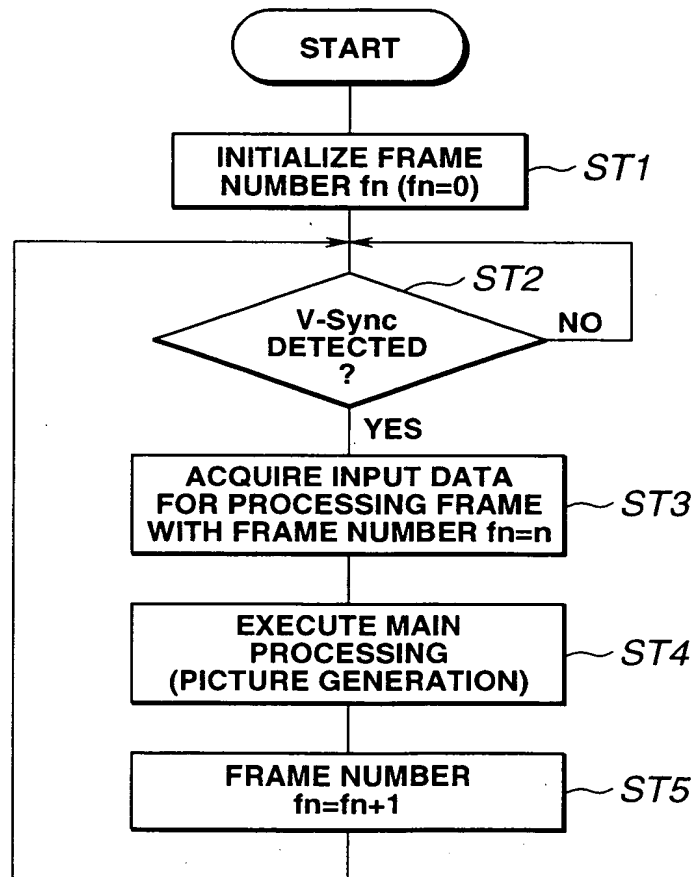 START
INITIALIZE FRAME
NUMBER fn (fn=0)
ST1
ST2
V-Sync
DETECTED
?
NO
YES
ACQUIRE INPUT DATA
FOR PROCESSING FRAME
WITH FRAME NUMBER fn=n
ST3
EXECUTE MAIN
PROCESSING
(PICTURE GENERATION)
ST4
FRAME NUMBER
fn=fn+1
ST5